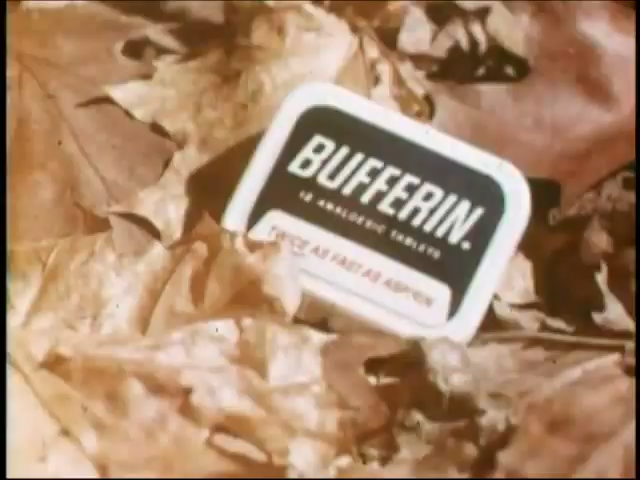 BUFFERIN®
12 ANALGESIC TABLETS
TWICE AS FAST AS ASPIRIN